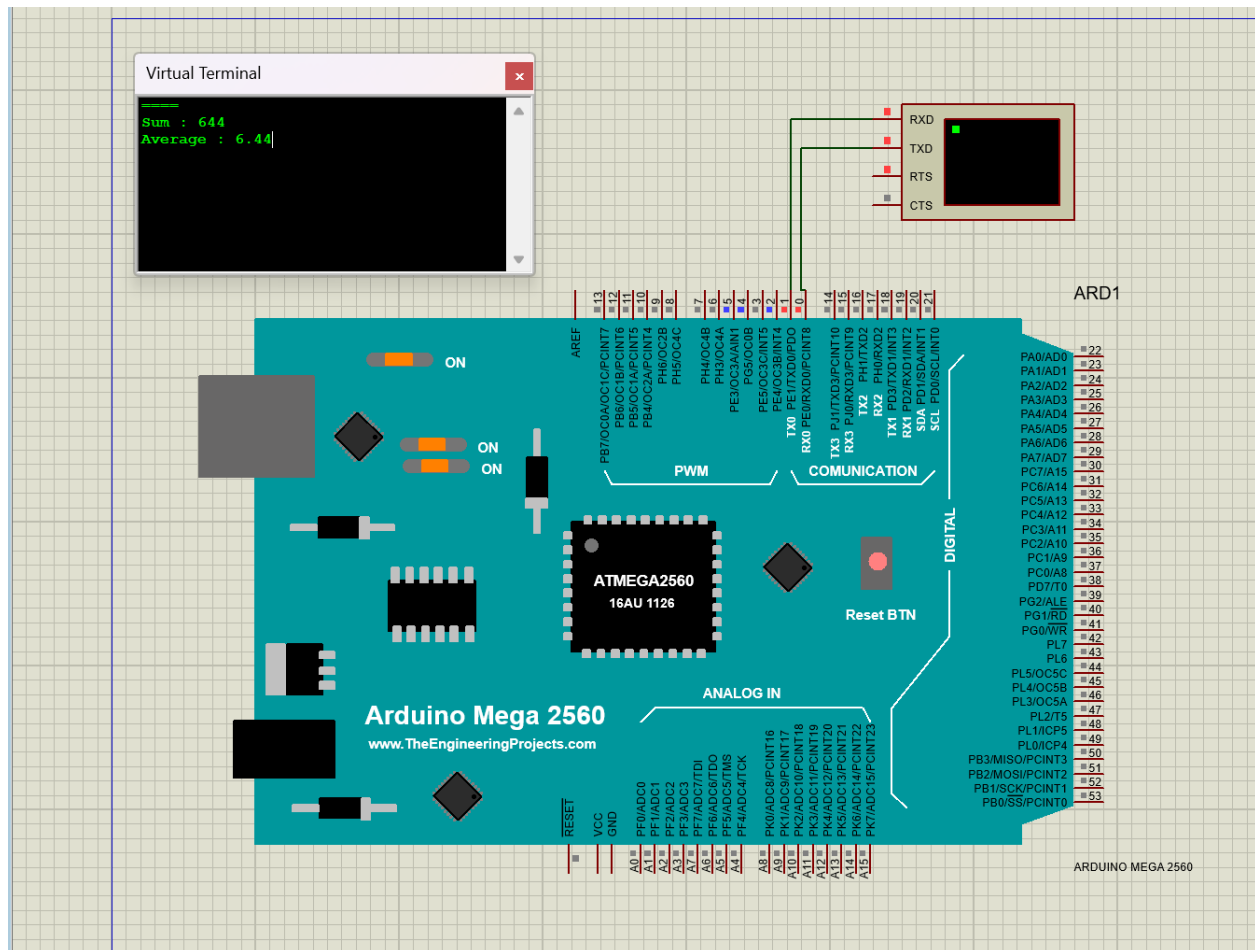 Virtual Terminal
====
Sum : 644
Average : 6.44
RXD
TXD
RTS
CTS
ARD1
13
12
11
10
9
8
7
6
5
4
3
2
1
0
14
15
16
17
18
19
20
21
AREF
PB7/OC0A/OC1C/PCINT7
PB6/OC1B/PCINT6
PB5/OC1A/PCINT5
PB4/OC2A/PCINT4
PH6/OC2B
PH5/OC4C
PH4/OC4B
PH3/OC4A
PE3/OC3A/AIN1
PG5/OC0B
PE5/OC3C/INT5
PE4/OC3B/INT4
TX0 PE1/TXD0/PDO
RX0 PE0/RXD0/PCINT8
TX3 PJ1/TXD3/PCINT10
RX3 PJ0/RXD3/PCINT9
TX2 PH1/TXD2
RX2 PH0/RXD2
TX1 PD3/TXD1/INT3
RX1 PD2/RXD1/INT2
SDA PD1/SDA/INT1
SCL PD0/SCL/INT0
ON
ON
ON
PWM
COMUNICATION
DIGITAL
PA0/AD0 22
PA1/AD1 23
PA2/AD2 24
PA3/AD3 25
PA4/AD4 26
PA5/AD5 27
PA6/AD6 28
PA7/AD7 29
PC7/A15 30
PC6/A14 31
PC5/A13 32
PC4/A12 33
PC3/A11 34
PC2/A10 35
PC1/A9 36
PC0/A8 37
PD7/T0 38
PG2/ALE 39
PG1/RD 40
PG0/WR 41
PL7 42
PL6 43
PL5/OC5C 44
PL4/OC5B 45
PL3/OC5A 46
PL2/T5 47
PL1/ICP5 48
PL0/ICP4 49
PB3/MISO/PCINT3 50
PB2/MOSI/PCINT2 51
PB1/SCK/PCINT1 52
PB0/SS/PCINT0 53
ATMEGA2560
16AU 1126
Reset BTN
ANALOG IN
Arduino Mega 2560
www.TheEngineeringProjects.com
RESET
VCC
GND
PF0/ADC0
PF1/ADC1
PF2/ADC2
PF3/ADC3
PF7/ADC7/TDI
PF6/ADC6/TDO
PF5/ADC5/TMS
PF4/ADC4/TCK
PK0/ADC8/PCINT16
PK1/ADC9/PCINT17
PK2/ADC10/PCINT18
PK3/ADC11/PCINT19
PK4/ADC12/PCINT20
PK5/ADC13/PCINT21
PK6/ADC14/PCINT22
PK7/ADC15/PCINT23
A0
A1
A2
A3
A7
A6
A5
A4
A8
A9
A10
A11
A12
A13
A14
A15
ARDUINO MEGA 2560